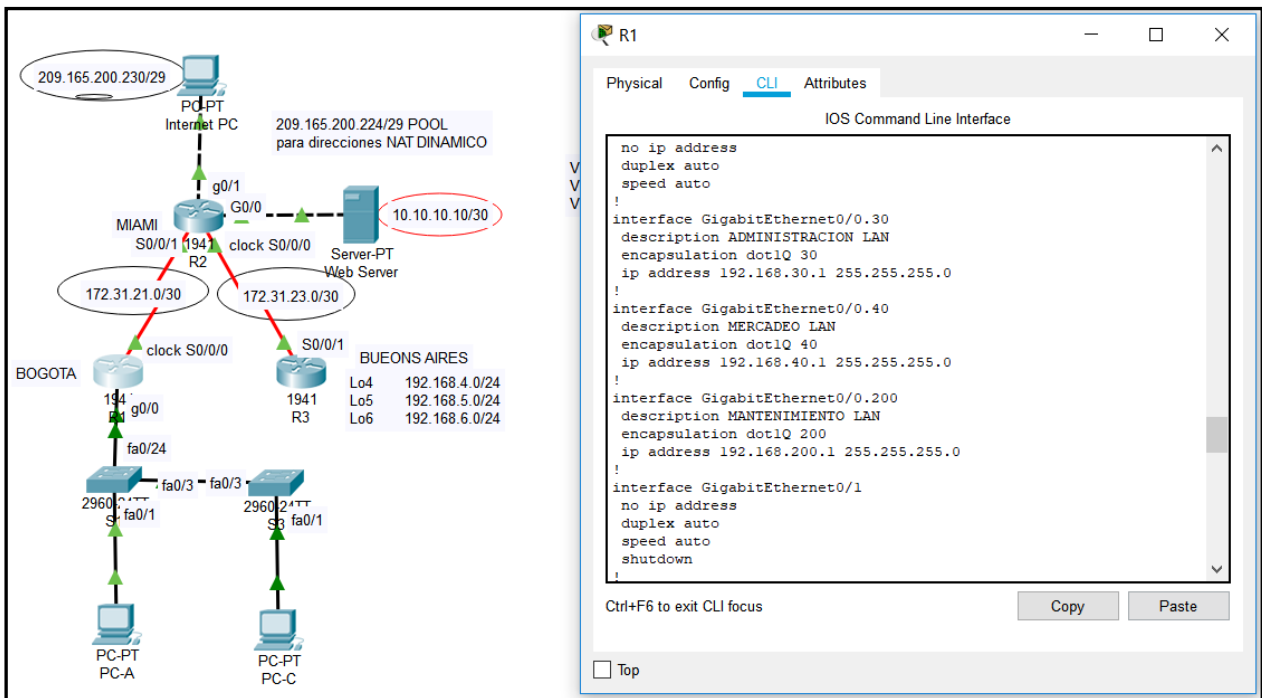 209.165.200.230/29
PC-PT
Internet PC
209.165.200.224/29 POOL
para direcciones NAT DINAMICO
g0/1
G0/0
MIAMI
S0/0/1
1941
clock S0/0/0
R2
10.10.10.10/30
Server-PT
Web Server
172.31.21.0/30
172.31.23.0/30
clock S0/0/0
S0/0/1
BUEONS AIRES
BOGOTA
R1
g0/0
1941
R3
Lo4 192.168.4.0/24
Lo5 192.168.5.0/24
Lo6 192.168.6.0/24
fa0/24
fa0/3
fa0/3
fa0/1
S3
fa0/1
PC-PT
PC-A
PC-PT
PC-C
V
V
V
R1
Physical Config CLI Attributes
IOS Command Line Interface
no ip address
duplex auto
speed auto
!
interface GigabitEthernet0/0.30
description ADMINISTRACION LAN
encapsulation dot1Q 30
ip address 192.168.30.1 255.255.255.0
!
interface GigabitEthernet0/0.40
description MERCADEO LAN
encapsulation dot1Q 40
ip address 192.168.40.1 255.255.255.0
!
interface GigabitEthernet0/0.200
description MANTENIMIENTO LAN
encapsulation dot1Q 200
ip address 192.168.200.1 255.255.255.0
!
interface GigabitEthernet0/1
no ip address
duplex auto
speed auto
shutdown
!
Ctrl+F6 to exit CLI focus
Copy
Paste
Top